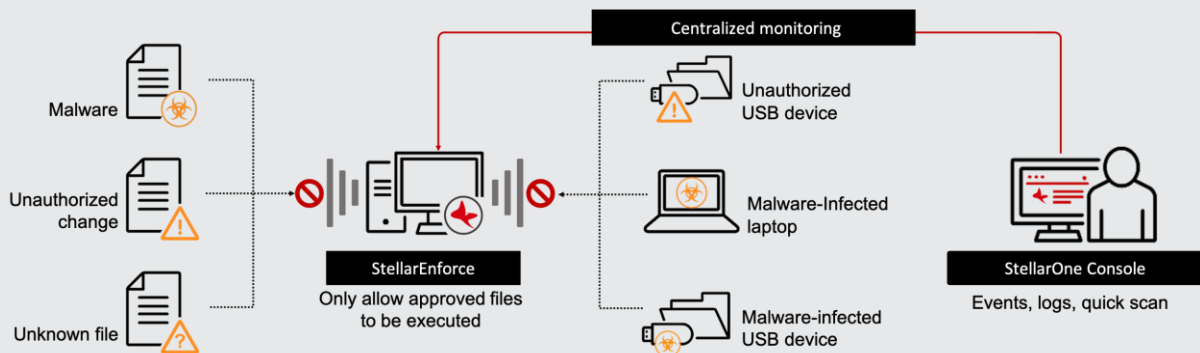 Centralized monitoring
Malware
Unauthorized
change
Unknown file
StellarEnforce
Only allow approved files
to be executed
Unauthorized
USB device
Malware-Infected
laptop
Malware-infected
USB device
StellarOne Console
Events, logs, quick scan